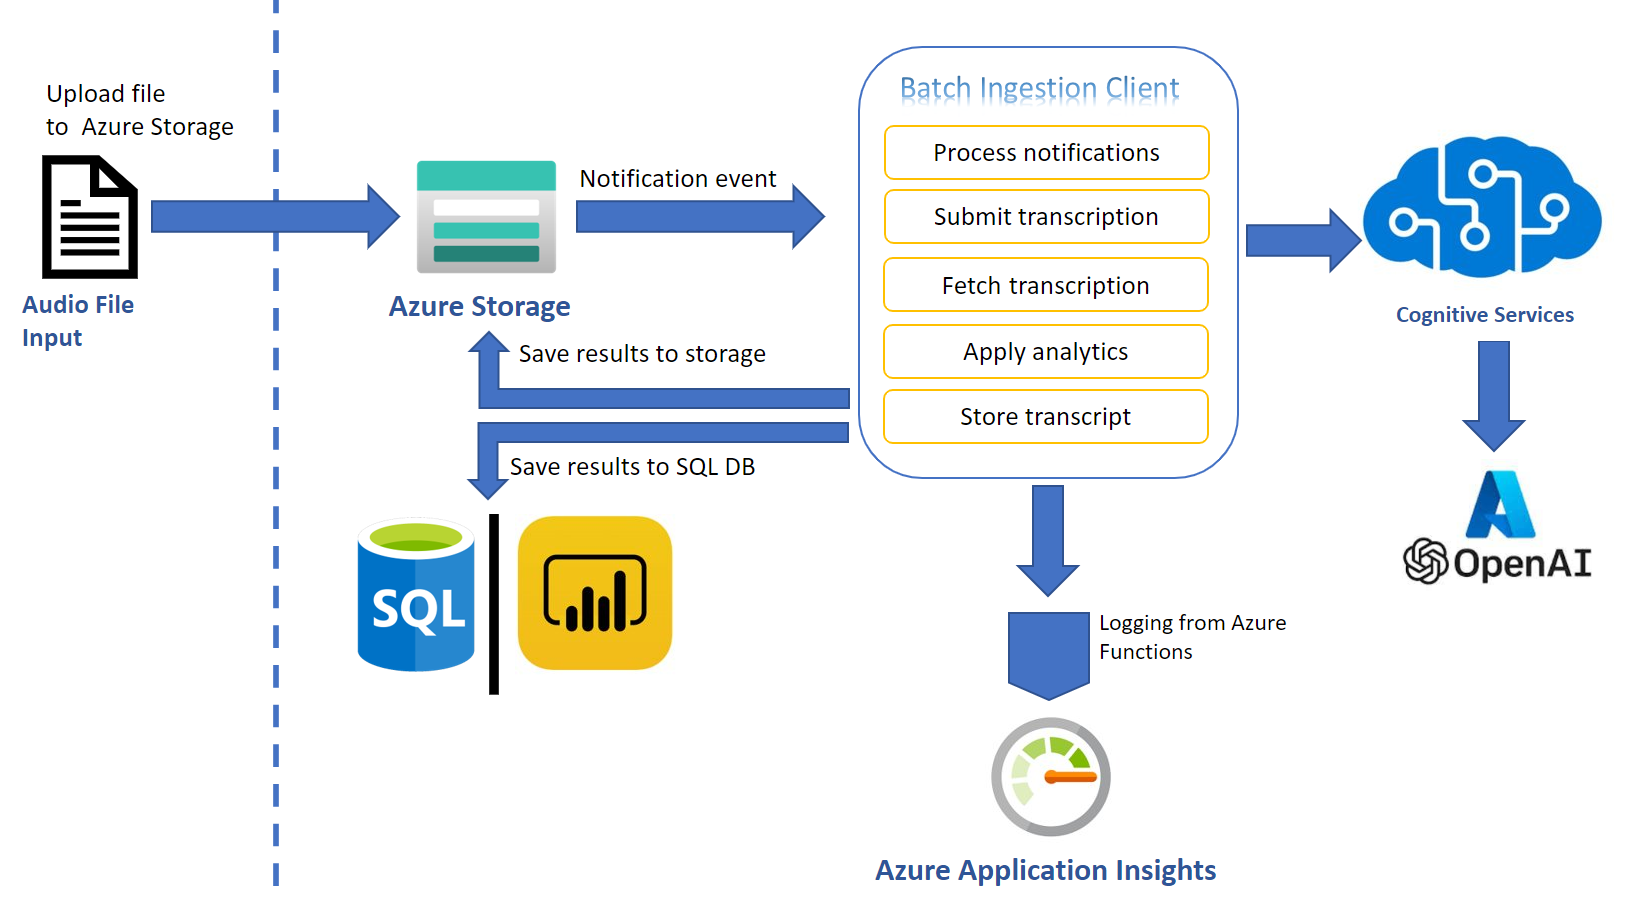 Upload file
to Azure Storage
Audio File
Input
Azure Storage
Notification event
Save results to storage
Save results to SQL DB
SQL
Batch Ingestion Client
Process notifications
Submit transcription
Fetch transcription
Apply analytics
Store transcript
Cognitive Services
OpenAI
Logging from Azure
Functions
Azure Application Insights